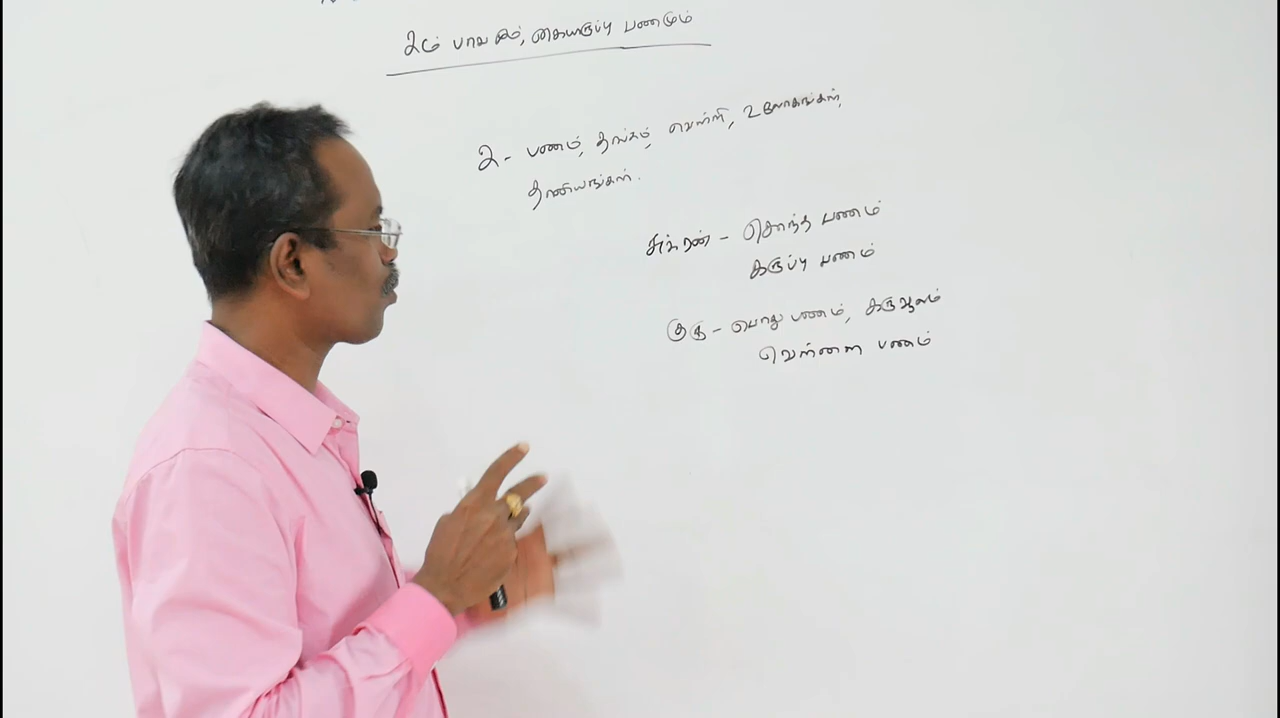 2ம் பாவகம், கையிருப்பு பணமும்
2 - பணம், தங்கம், வெள்ளி, உலோகங்கள்,
தானியங்கள்.
சுக்ரன் - சொந்த பணம்
கருப்பு பணம்
குரு - பொது பணம், கருவூலம்
வெள்ளை பணம்